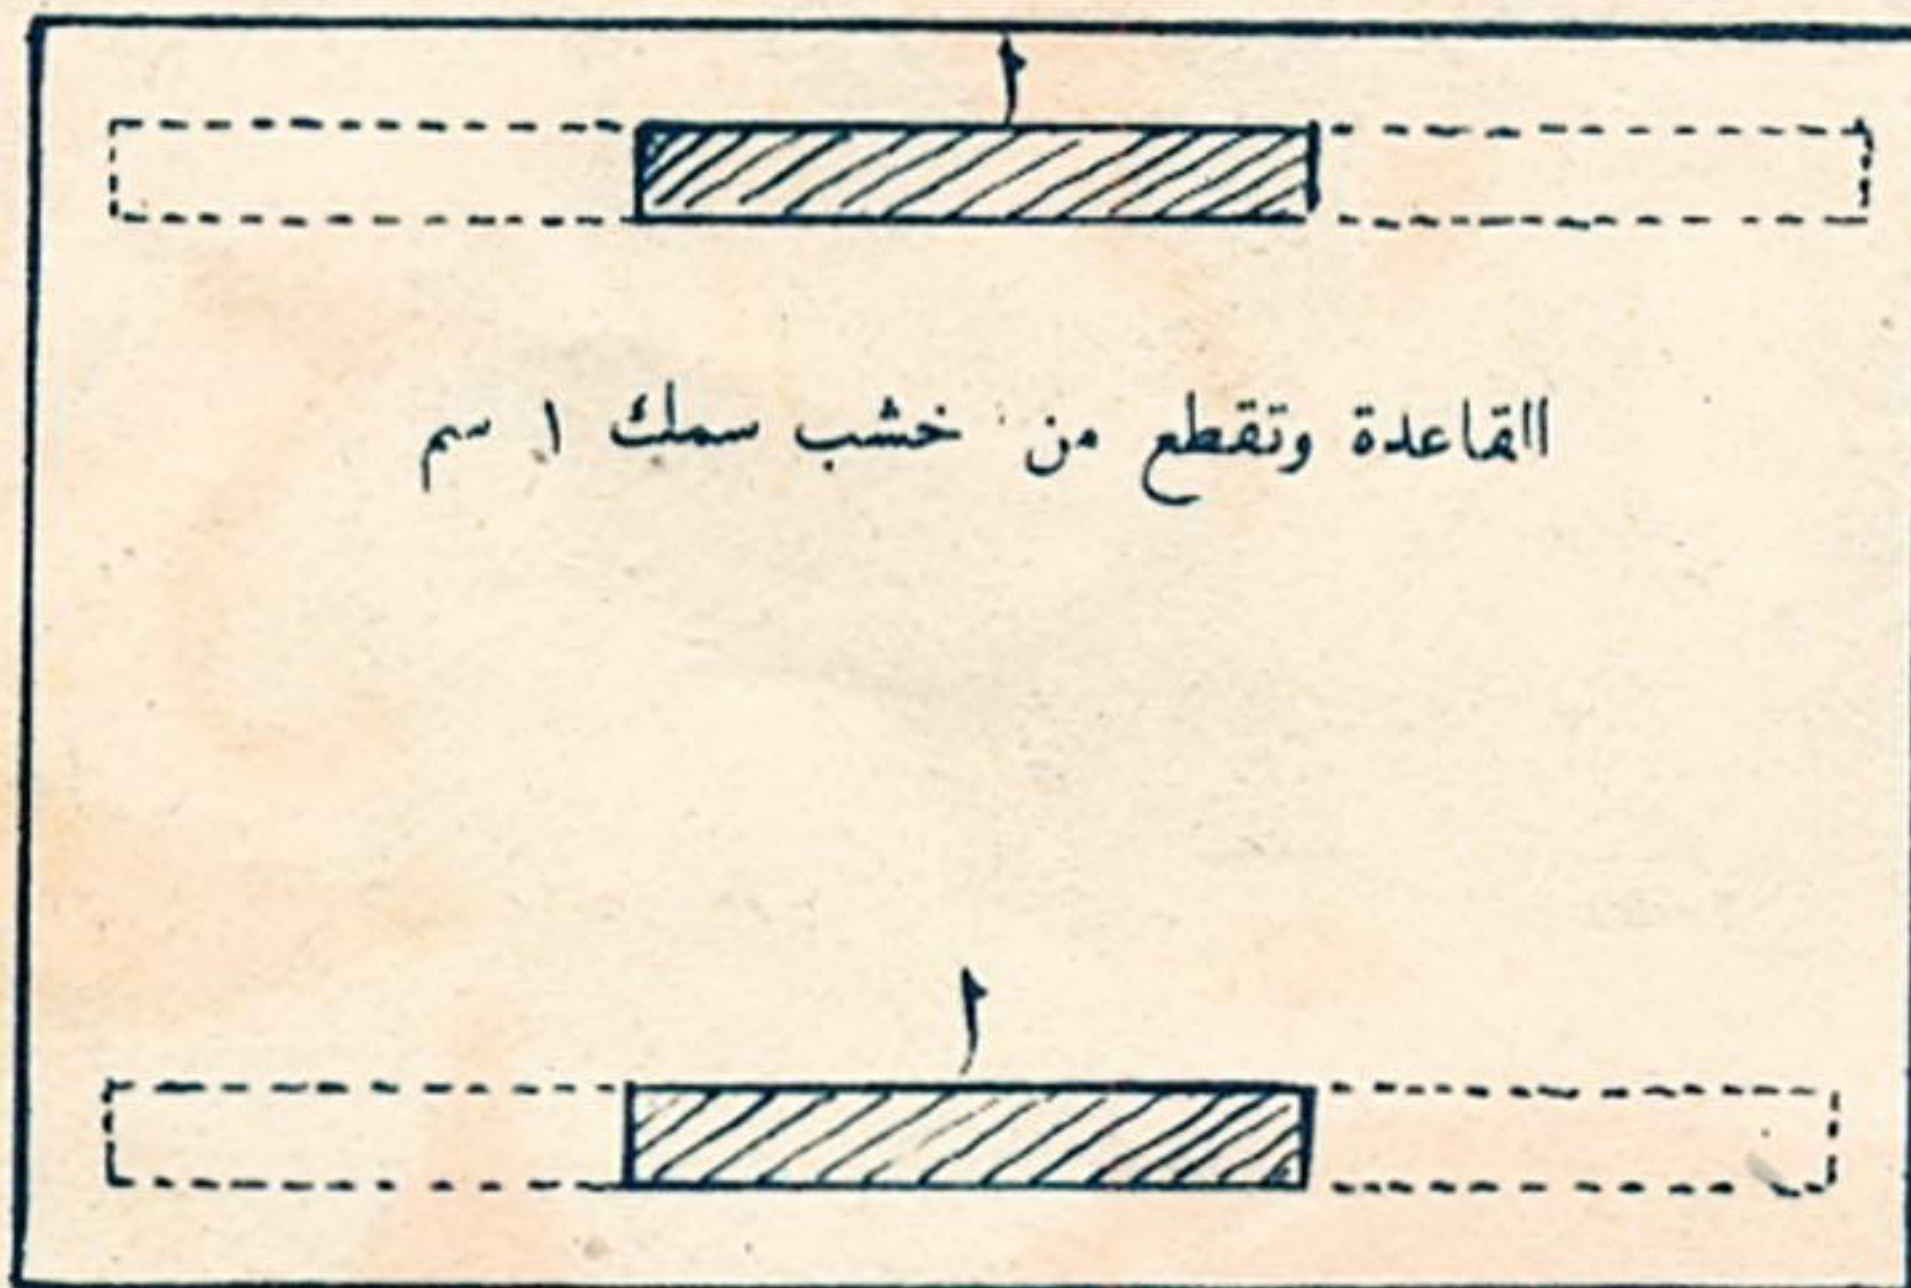 أ
القاعدة وتقطع من خشب سمك ١ سم
أ